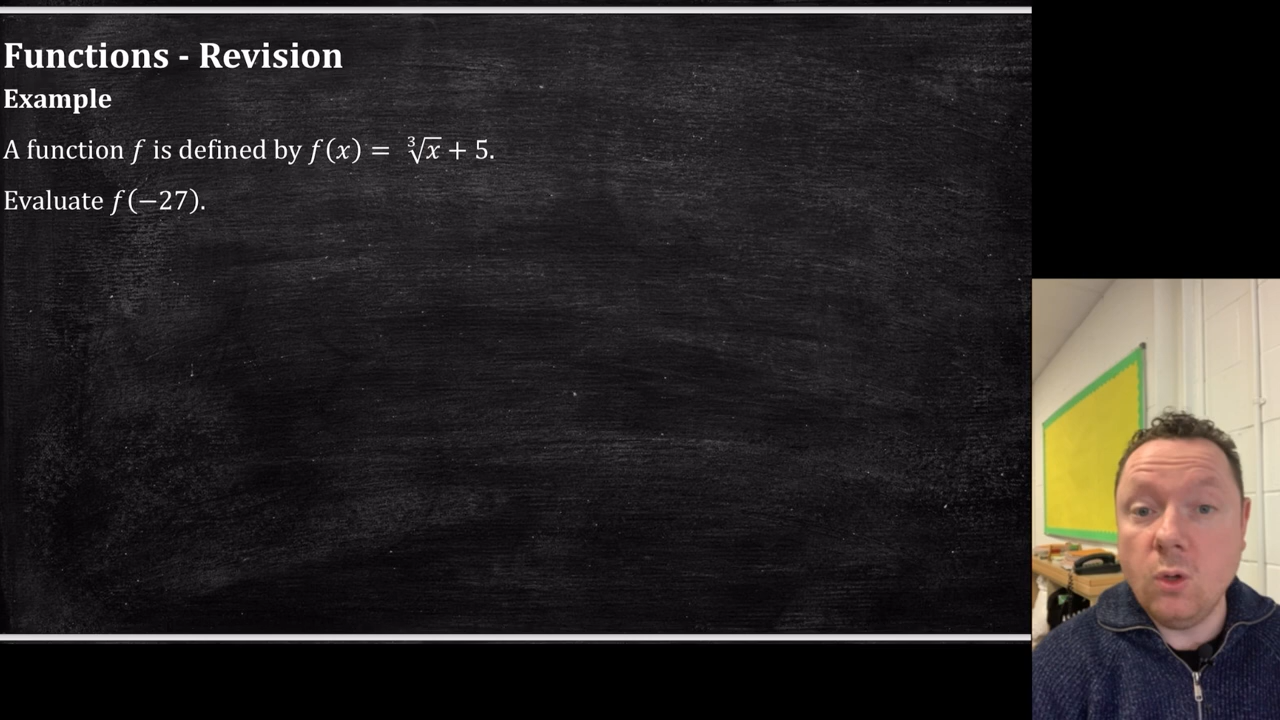 Functions - Revision
Example
A function f is defined by f(x) = ∛x + 5.
Evaluate f(−27).